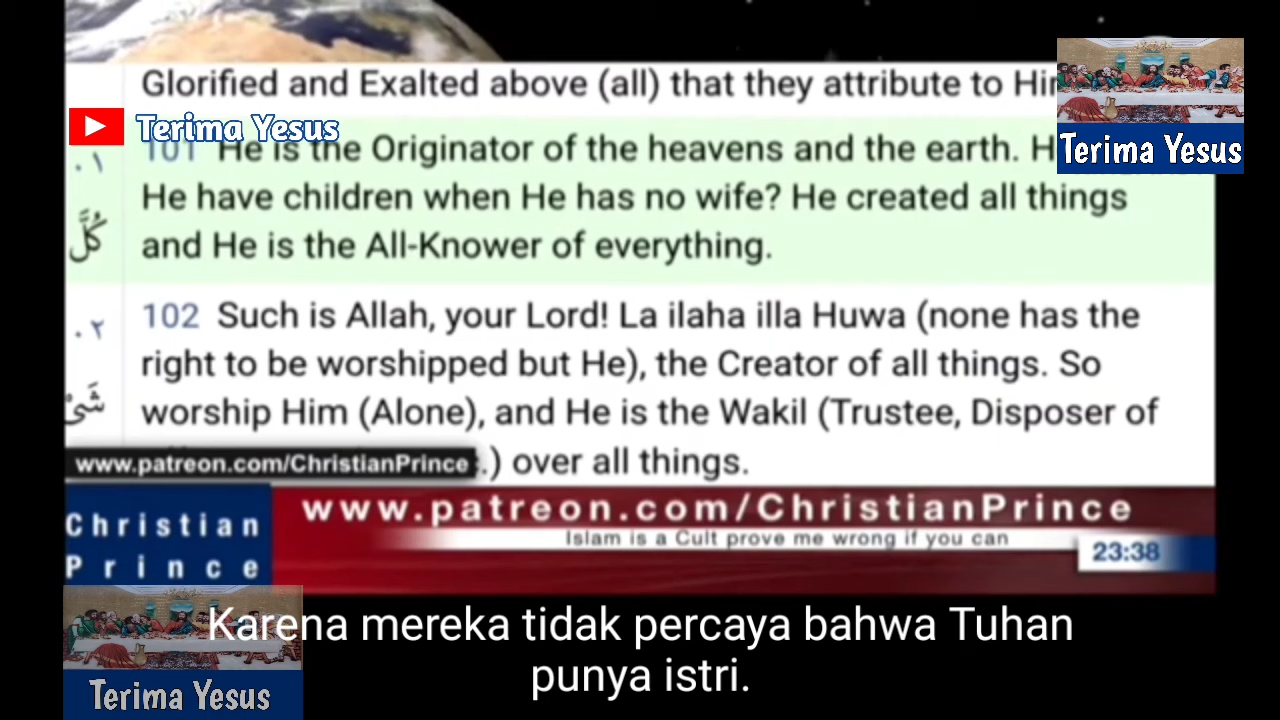 Glorified and Exalted above (all) that they attribute to
Terima Yesus
Terima Yesus
101 He is the Originator of the heavens and the earth.
He have children when He has no wife? He created all things
and He is the All-Knower of everything.
كُلَّ
102 Such is Allah, your Lord! La ilaha illa Huwa (none has the
right to be worshipped but He), the Creator of all things. So
worship Him (Alone), and He is the Wakil (Trustee, Disposer of
www.patreon.com/ChristianPrince .) over all things.
Christian
Prince
www.patreon.com/ChristianPrince
Islam is a Cult prove me wrong if you can
23:38
Karena mereka tidak percaya bahwa Tuhan
punya istri.
Terima Yesus